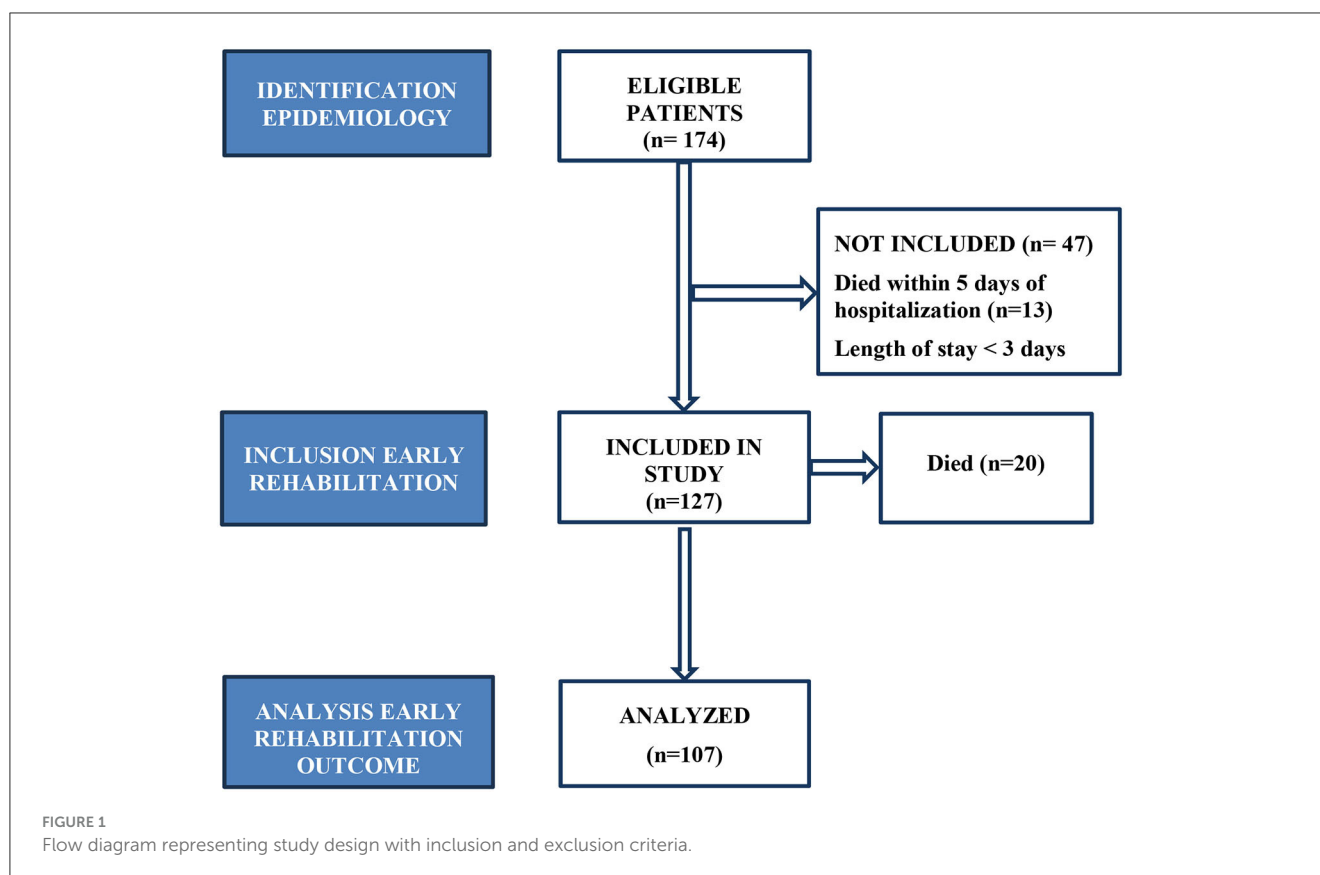 IDENTIFICATION
EPIDEMIOLOGY
ELIGIBLE
PATIENTS
(n= 174)
NOT INCLUDED (n= 47)
Died within 5 days of
hospitalization (n=13)
Length of stay < 3 days
INCLUSION EARLY
REHABILITATION
INCLUDED IN
STUDY
(n=127)
Died (n=20)
ANALYSIS EARLY
REHABILITATION
OUTCOME
ANALYZED
(n=107)
FIGURE 1
Flow diagram representing study design with inclusion and exclusion criteria.